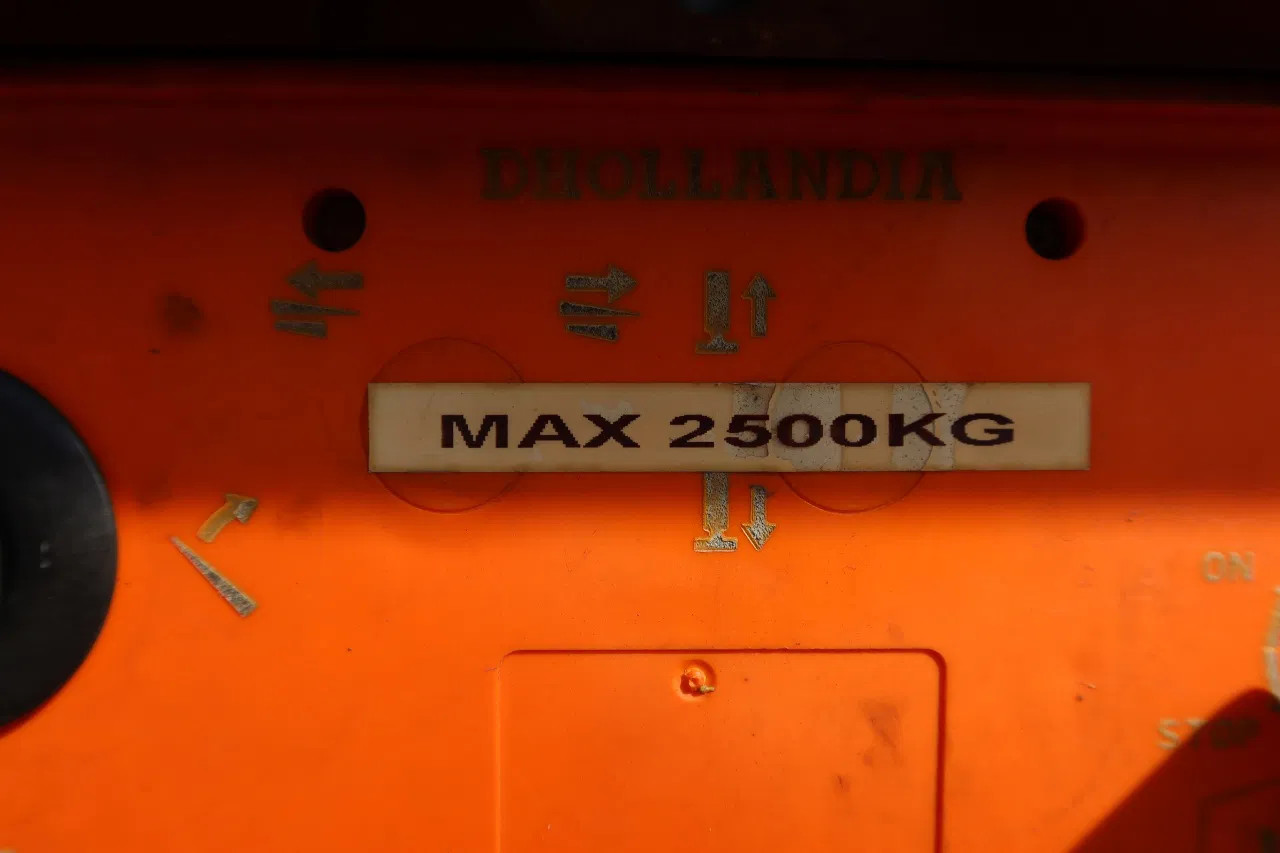 DHOLLANDIA
MAX 2500KG
ON
STOP